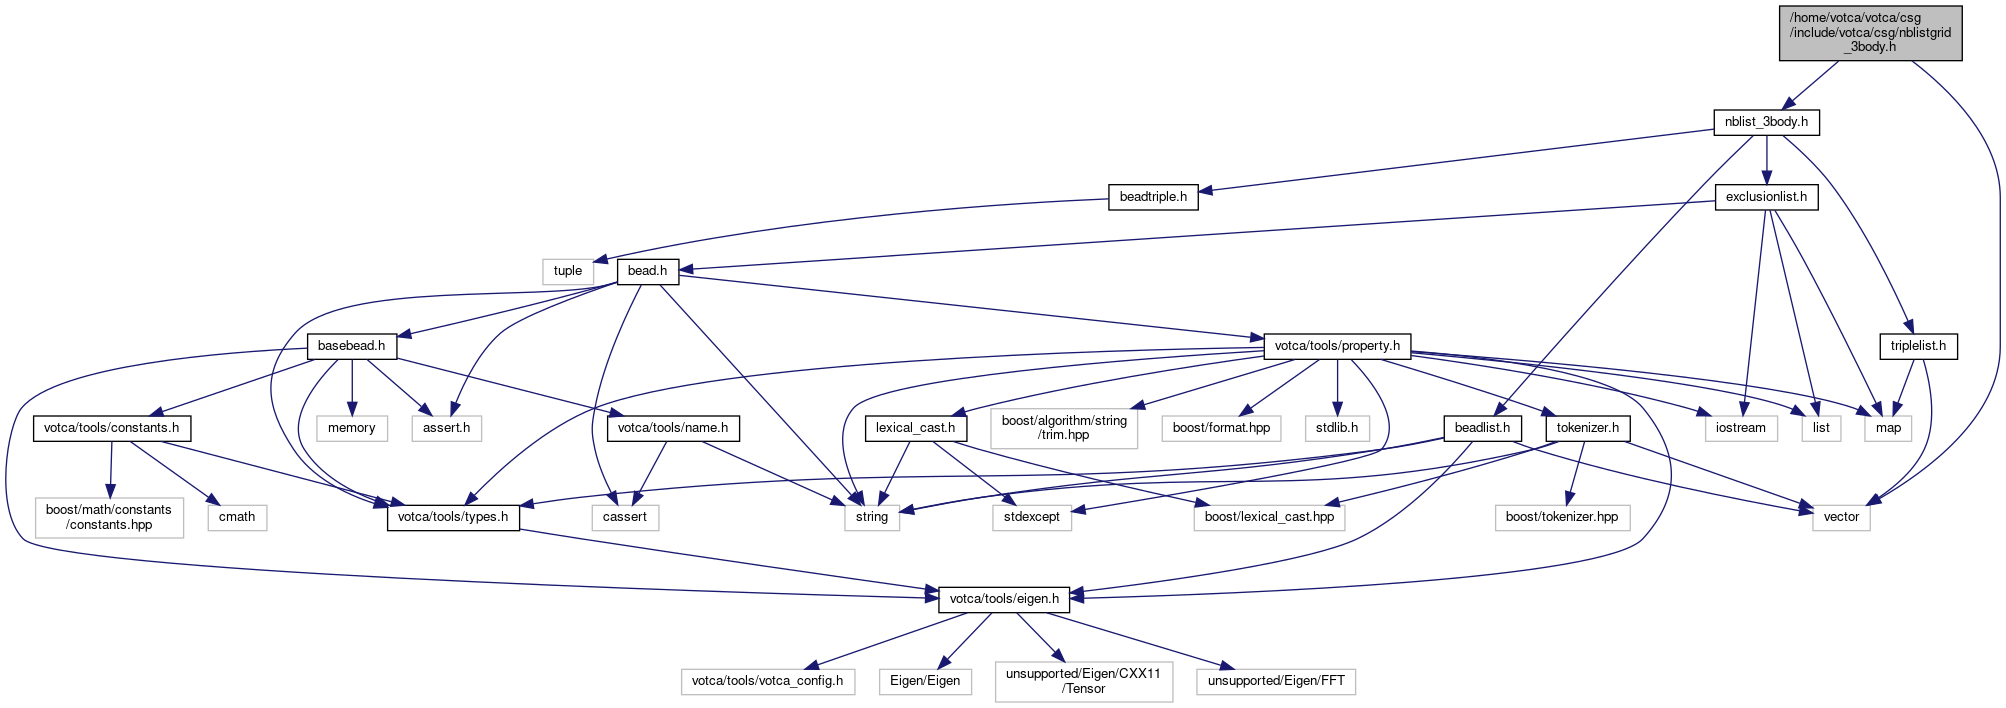 /home/votca/votca/csg
/include/votca/csg/nblistgrid
_3body.h
nblist_3body.h
beadtriple.h
exclusionlist.h
tuple
bead.h
basebead.h
votca/tools/property.h
triplelist.h
votca/tools/constants.h
memory
assert.h
votca/tools/name.h
lexical_cast.h
boost/algorithm/string
/trim.hpp
boost/format.hpp
stdlib.h
beadlist.h
tokenizer.h
iostream
list
map
boost/math/constants
/constants.hpp
cmath
votca/tools/types.h
cassert
string
stdexcept
boost/lexical_cast.hpp
boost/tokenizer.hpp
vector
votca/tools/eigen.h
votca/tools/votca_config.h
Eigen/Eigen
unsupported/Eigen/CXX11
/Tensor
unsupported/Eigen/FFT